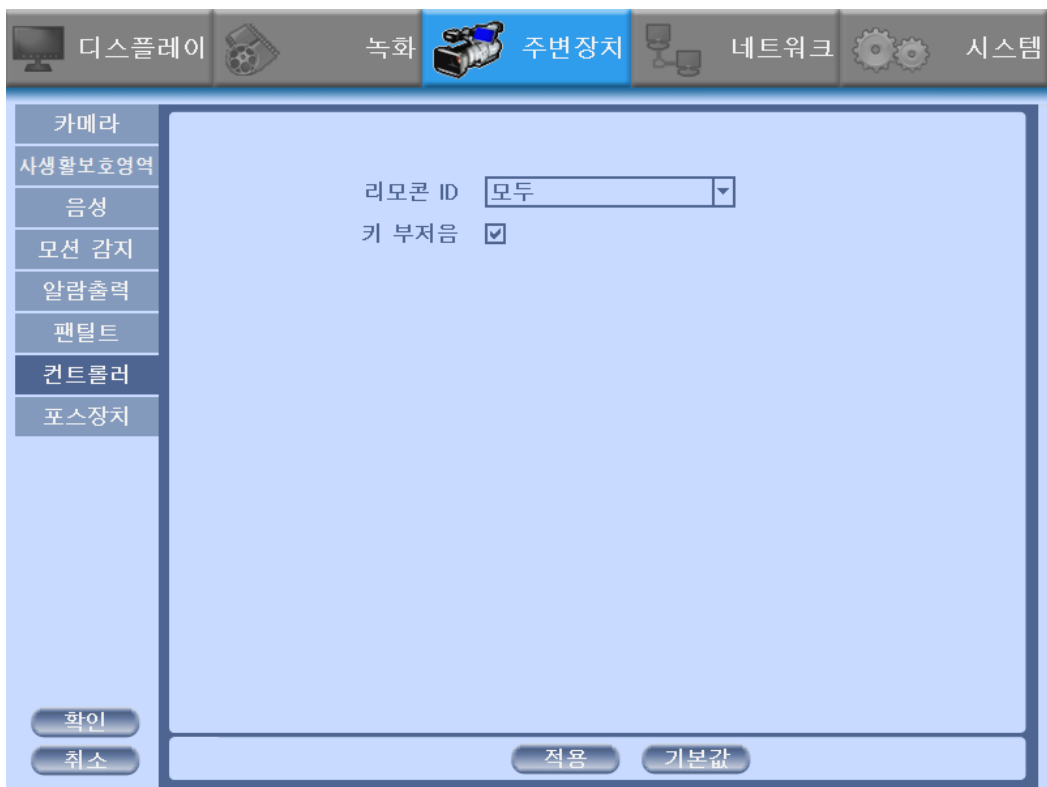 디스플레이 녹화 주변장치 네트워크 시스템
카메라
사생활보호영역
음성
모션 감지
알람출력
팬틸트
컨트롤러
포스장치
리모콘 ID 모두
키 부저음
확인
취소
적용 기본값